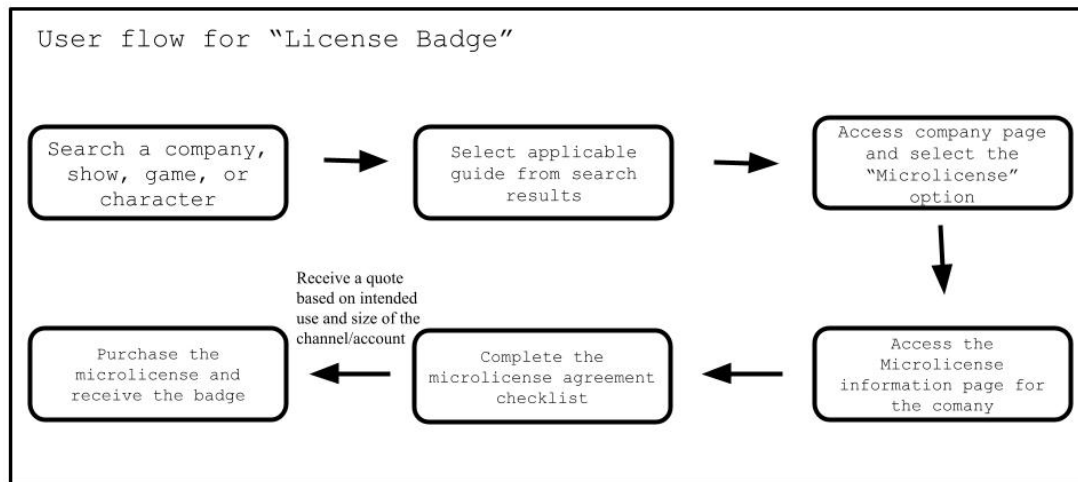 User flow for “License Badge”
Search a company,
show, game, or
character
Select applicable
guide from search
results
Access company page
and select the
“Microlicense”
option
Access the
Microlicense
information page for
the comany
Complete the
microlicense agreement
checklist
Receive a quote
based on intended
use and size of the
channel/account
Purchase the
microlicense and
receive the badge